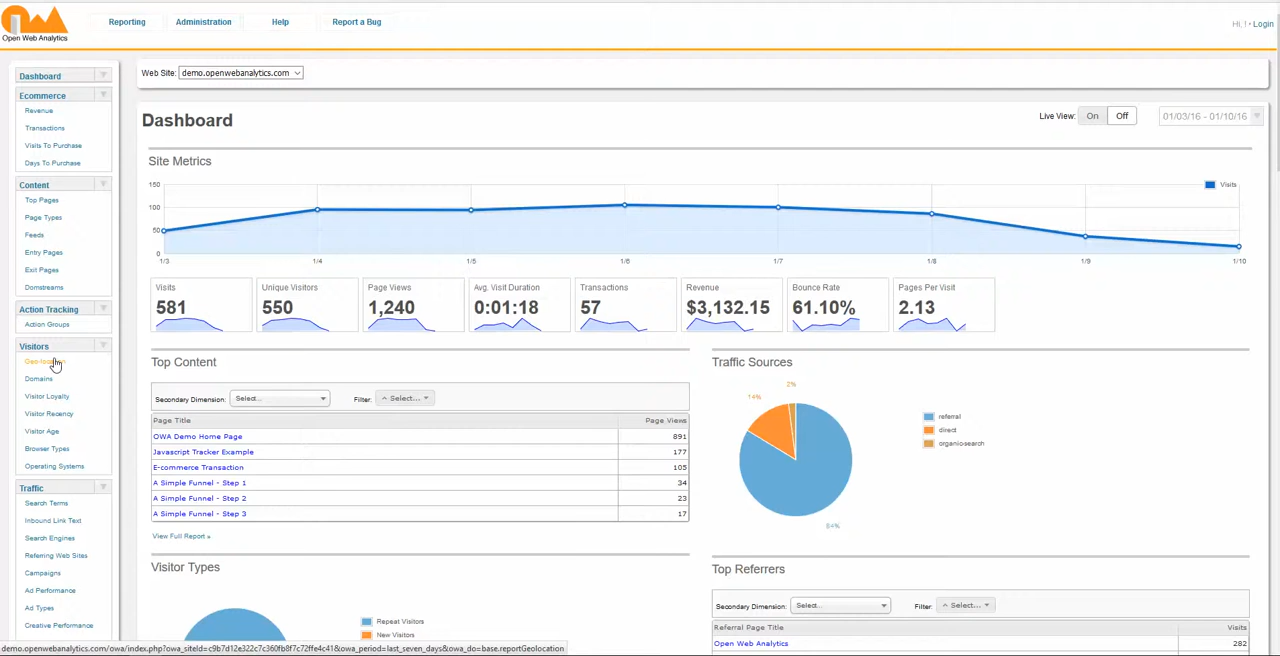 Reporting
Administration
Help
Report a Bug
Hi, ! • Login
Open Web Analytics
Web Site: demo.openwebanalytics.com
Dashboard
Ecommerce
Revenue
Transactions
Visits To Purchase
Days To Purchase
Content
Top Pages
Page Types
Feeds
Entry Pages
Exit Pages
Domstreams
Action Tracking
Action Groups
Visitors
Domains
Visitor Loyalty
Visitor Recency
Visitor Age
Browser Types
Operating Systems
Traffic
Search Terms
Inbound Link Text
Search Engines
Referring Web Sites
Campaigns
Ad Performance
Ad Types
Creative Performance
Dashboard
Live View: On Off
01/03/16 - 01/10/16
Site Metrics
Visits
150
100
50
0
1/3 1/4 1/5 1/6 1/7 1/8 1/9 1/10
Visits
581
Unique Visitors
550
Page Views
1,240
Avg. Visit Duration
0:01:18
Transactions
57
Revenue
$3,132.15
Bounce Rate
61.10%
Pages Per Visit
2.13
Top Content
Secondary Dimension: Select... Filter: Select...
Page Title Page Views
OWA Demo Home Page 891
Javascript Tracker Example 177
E-commerce Transaction 105
A Simple Funnel - Step 1 34
A Simple Funnel - Step 2 23
A Simple Funnel - Step 3 17
View Full Report »
Traffic Sources
2%
14%
84%
referral
direct
organic-search
Visitor Types
Repeat Visitors
New Visitors
Top Referrers
Secondary Dimension: Select... Filter: Select...
Referral Page Title Visits
Open Web Analytics 282
demo.openwebanalytics.com/owa/index.php?owa_siteId=c9b7d12e322c7c360fb8f7c72ffe4c41&owa_period=last_seven_days&owa_do=base.reportGeolocation